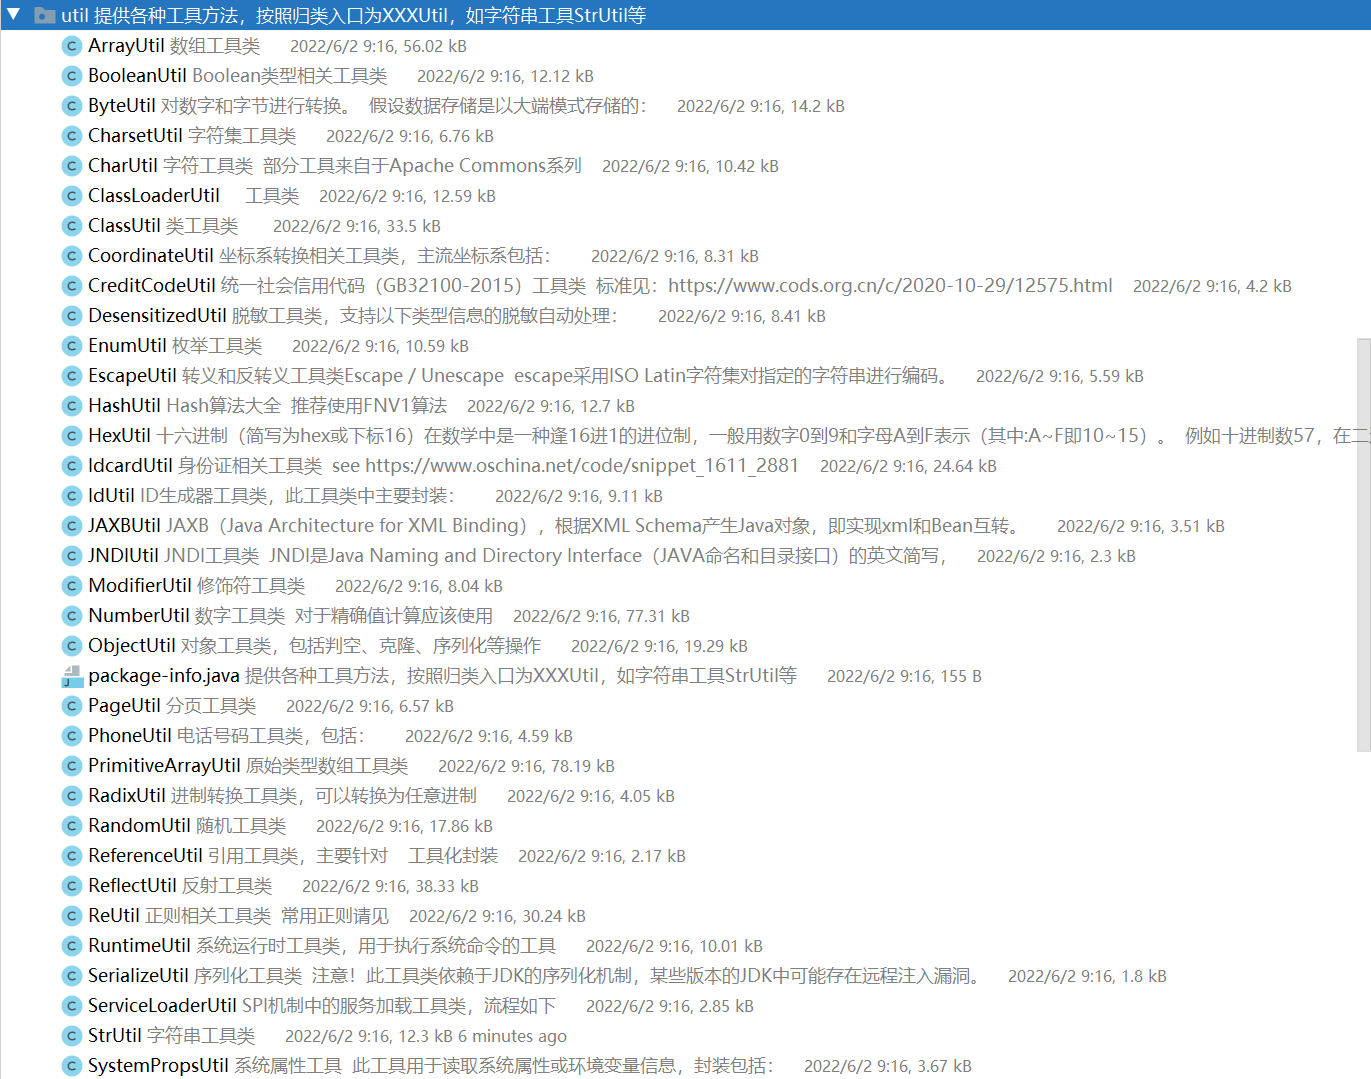 util 提供各种工具方法，按照归类入口为XXXUtil，如字符串工具StrUtil等
ArrayUtil 数组工具类 2022/6/2 9:16, 56.02 kB
BooleanUtil Boolean类型相关工具类 2022/6/2 9:16, 12.12 kB
ByteUtil 对数字和字节进行转换。 假设数据存储是以大端模式存储的： 2022/6/2 9:16, 14.2 kB
CharsetUtil 字符集工具类 2022/6/2 9:16, 6.76 kB
CharUtil 字符工具类 部分工具来自于Apache Commons系列 2022/6/2 9:16, 10.42 kB
ClassLoaderUtil 工具类 2022/6/2 9:16, 12.59 kB
ClassUtil 类工具类 2022/6/2 9:16, 33.5 kB
CoordinateUtil 坐标系转换相关工具类，主流坐标系包括： 2022/6/2 9:16, 8.31 kB
CreditCodeUtil 统一社会信用代码（GB32100-2015）工具类 标准见：https://www.cods.org.cn/c/2020-10-29/12575.html 2022/6/2 9:16, 4.2 kB
DesensitizedUtil 脱敏工具类，支持以下类型信息的脱敏自动处理： 2022/6/2 9:16, 8.41 kB
EnumUtil 枚举工具类 2022/6/2 9:16, 10.59 kB
EscapeUtil 转义和反转义工具类Escape / Unescape escape采用ISO Latin字符集对指定的字符串进行编码。 2022/6/2 9:16, 5.59 kB
HashUtil Hash算法大全 推荐使用FNV1算法 2022/6/2 9:16, 12.7 kB
HexUtil 十六进制（简写为hex或下标16）在数学中是一种逢16进1的进位制，一般用数字0到9和字母A到F表示（其中:A~F即10~15）。 例如十进制数57，在二
IdcardUtil 身份证相关工具类 see https://www.oschina.net/code/snippet_1611_2881 2022/6/2 9:16, 24.64 kB
IdUtil ID生成器工具类，此工具类中主要封装： 2022/6/2 9:16, 9.11 kB
JAXBUtil JAXB（Java Architecture for XML Binding），根据XML Schema产生Java对象，即实现xml和Bean互转。 2022/6/2 9:16, 3.51 kB
JNDIUtil JNDI工具类 JNDI是Java Naming and Directory Interface（JAVA命名和目录接口）的英文简写， 2022/6/2 9:16, 2.3 kB
ModifierUtil 修饰符工具类 2022/6/2 9:16, 8.04 kB
NumberUtil 数字工具类 对于精确值计算应该使用 2022/6/2 9:16, 77.31 kB
ObjectUtil 对象工具类，包括判空、克隆、序列化等操作 2022/6/2 9:16, 19.29 kB
package-info.java 提供各种工具方法，按照归类入口为XXXUtil，如字符串工具StrUtil等 2022/6/2 9:16, 155 B
PageUtil 分页工具类 2022/6/2 9:16, 6.57 kB
PhoneUtil 电话号码工具类，包括： 2022/6/2 9:16, 4.59 kB
PrimitiveArrayUtil 原始类型数组工具类 2022/6/2 9:16, 78.19 kB
RadixUtil 进制转换工具类，可以转换为任意进制 2022/6/2 9:16, 4.05 kB
RandomUtil 随机工具类 2022/6/2 9:16, 17.86 kB
ReferenceUtil 引用工具类，主要针对 工具化封装 2022/6/2 9:16, 2.17 kB
ReflectUtil 反射工具类 2022/6/2 9:16, 38.33 kB
ReUtil 正则相关工具类 常用正则请见 2022/6/2 9:16, 30.24 kB
RuntimeUtil 系统运行时工具类，用于执行系统命令的工具 2022/6/2 9:16, 10.01 kB
SerializeUtil 序列化工具类 注意！此工具类依赖于JDK的序列化机制，某些版本的JDK中可能存在远程注入漏洞。 2022/6/2 9:16, 1.8 kB
ServiceLoaderUtil SPI机制中的服务加载工具类，流程如下 2022/6/2 9:16, 2.85 kB
StrUtil 字符串工具类 2022/6/2 9:16, 12.3 kB 6 minutes ago
SystemPropsUtil 系统属性工具 此工具用于读取系统属性或环境变量信息，封装包括： 2022/6/2 9:16, 3.67 kB